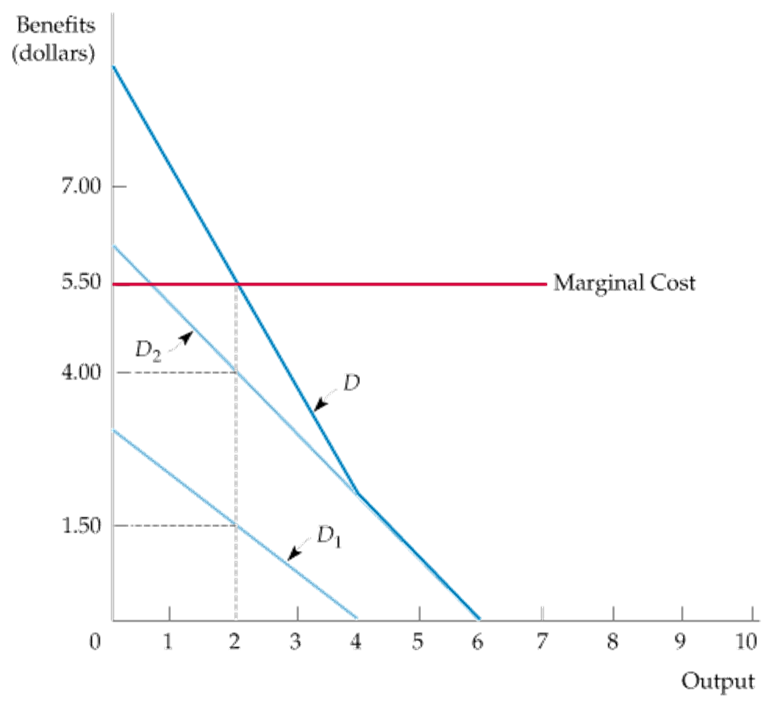 Benefits
(dollars)
7.00
5.50
Marginal Cost
D₂
4.00
D
1.50
D₁
0 1 2 3 4 5 6 7 8 9 10
Output